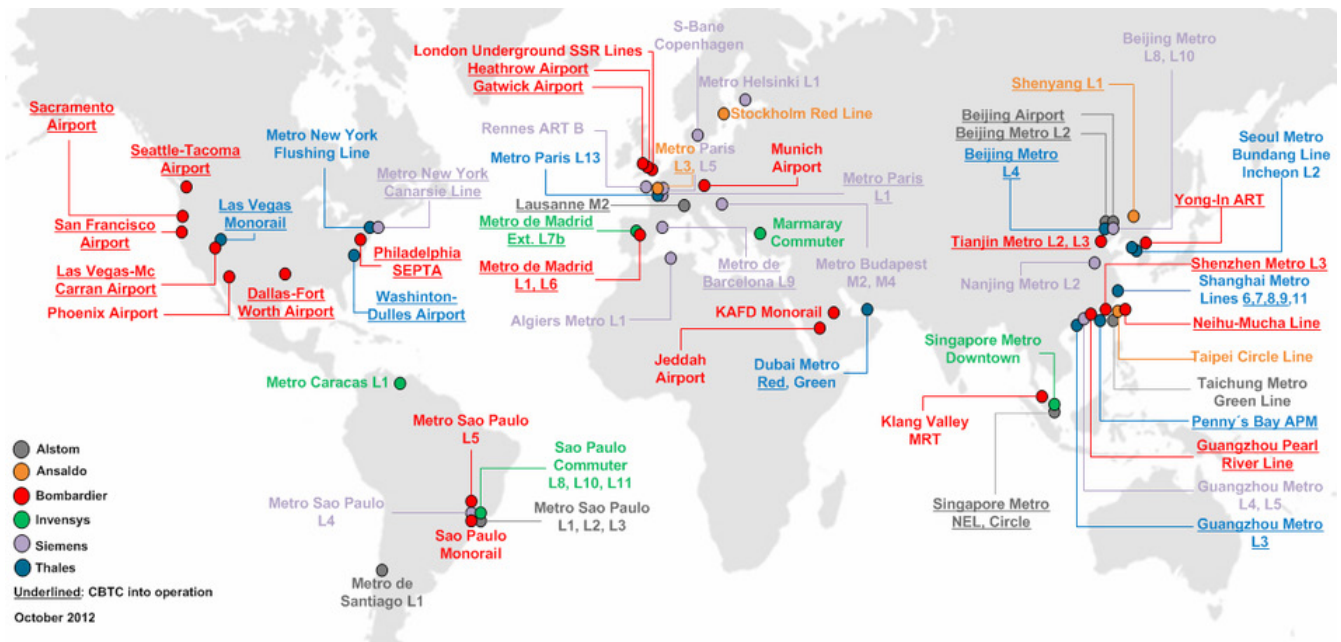 S-Bane
Copenhagen
Beijing Metro
L8, L10
London Underground SSR Lines
Heathrow Airport
Gatwick Airport
Metro Helsinki L1
Shenyang L1
Sacramento
Airport
Stockholm Red Line
Beijing Airport
Beijing Metro L2
Metro New York
Flushing Line
Rennes ART B
Seoul Metro
Bundang Line
Incheon L2
Seattle-Tacoma
Airport
Metro Paris L13
Metro Paris
L3, L5
Munich
Airport
Beijing Metro
L4
Metro New York
Canarsie Line
Metro Paris
L1
Yong-In ART
Las Vegas
Monorail
Lausanne M2
San Francisco
Airport
Metro de Madrid
Ext. L7b
Marmaray
Commuter
Tianjin Metro L2, L3
Philadelphia
SEPTA
Shenzhen Metro L3
Las Vegas-Mc
Carran Airport
Metro de Madrid
L1, L6
Metro de
Barcelona L9
Metro Budapest
M2, M4
Nanjing Metro L2
Shanghai Metro
Lines 6,7,8,9,11
Dallas-Fort
Worth Airport
Washinton-
Dulles Airport
Phoenix Airport
Algiers Metro L1
KAFD Monorail
Neihu-Mucha Line
Jeddah
Airport
Dubai Metro
Red, Green
Singapore Metro
Downtown
Taipei Circle Line
Metro Caracas L1
Taichung Metro
Green Line
Klang Valley
MRT
Metro Sao Paulo
L5
Penny´s Bay APM
Sao Paulo
Commuter
L8, L10, L11
Guangzhou Pearl
River Line
Metro Sao Paulo
L4
Metro Sao Paulo
L1, L2, L3
Singapore Metro
NEL, Circle
Guangzhou Metro
L4, L5
Sao Paulo
Monorail
Guangzhou Metro
L3
Metro de
Santiago L1
Alstom
Ansaldo
Bombardier
Invensys
Siemens
Thales
Underlined: CBTC into operation
October 2012